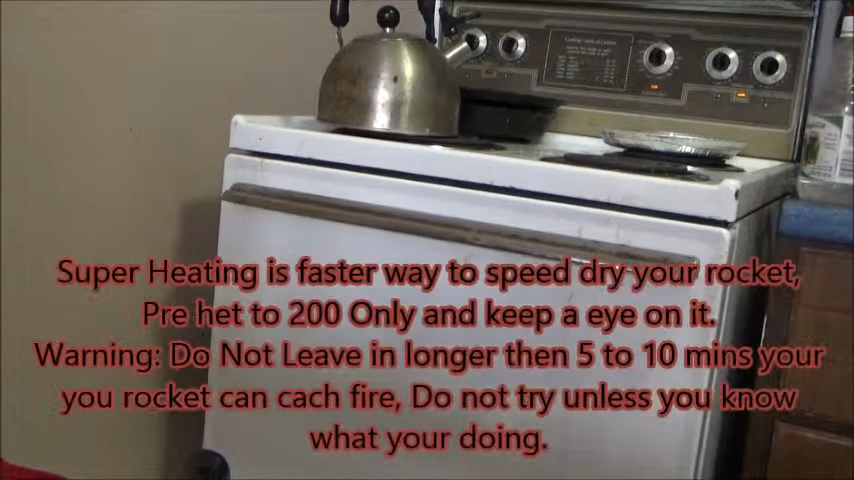 Super Heating is faster way to speed dry your rocket,
Pre het to 200 Only and keep a eye on it.
Warning: Do Not Leave in longer then 5 to 10 mins your
you rocket can cach fire, Do not try unless you know
what your doing.